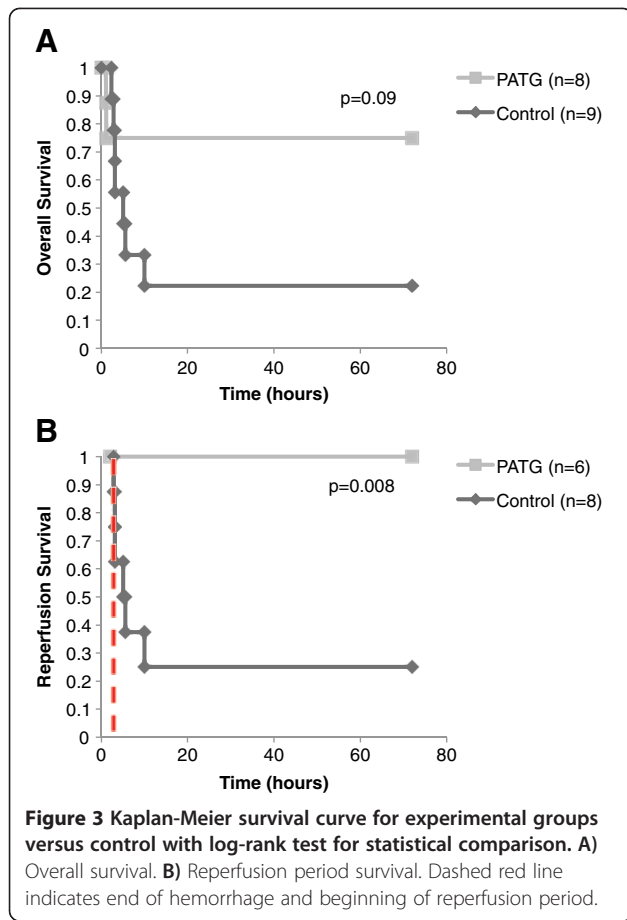 A
1
0.9
0.8
0.7
0.6
0.5
0.4
0.3
0.2
0.1
0
Overall Survival
p=0.09
PATG (n=8)
Control (n=9)
0 20 40 60 80
Time (hours)
B
1
0.9
0.8
0.7
0.6
0.5
0.4
0.3
0.2
0.1
0
Reperfusion Survival
p=0.008
PATG (n=6)
Control (n=8)
0 20 40 60 80
Time (hours)
Figure 3 Kaplan-Meier survival curve for experimental groups
versus control with log-rank test for statistical comparison. A)
Overall survival. B) Reperfusion period survival. Dashed red line
indicates end of hemorrhage and beginning of reperfusion period.